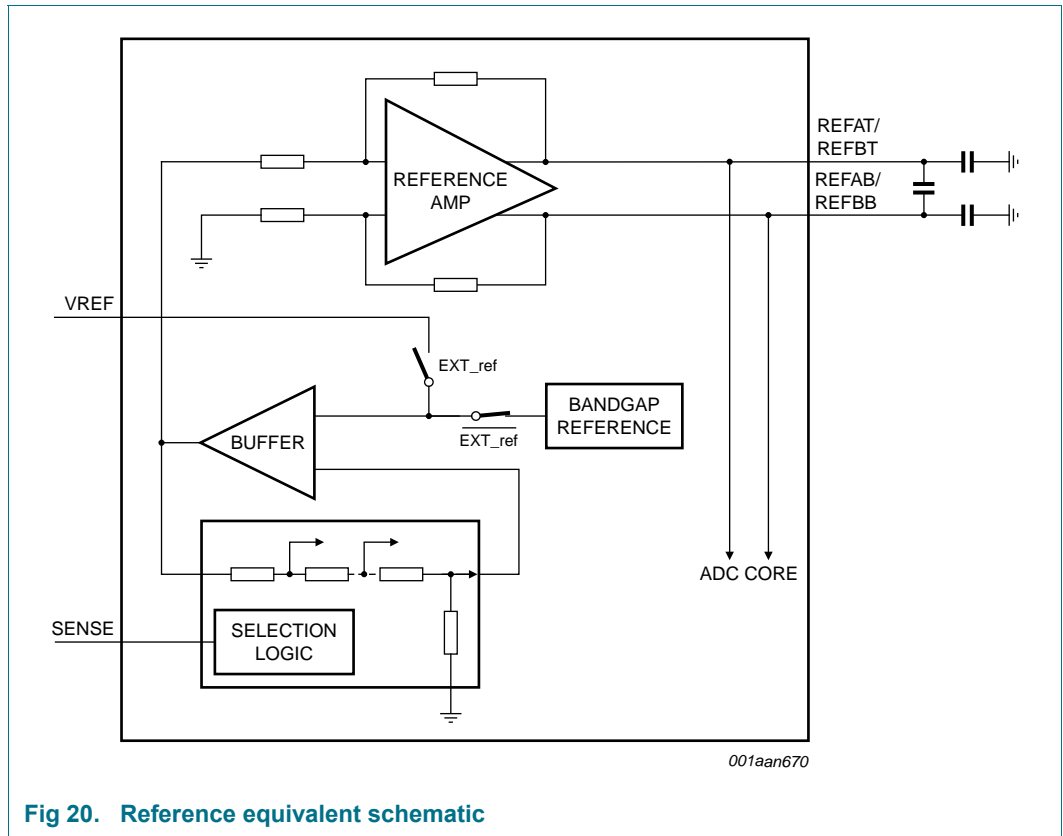 REFAT/
REFBT
REFERENCE
AMP
REFAB/
REFBB
VREF
EXT_ref
BANDGAP
REFERENCE
BUFFER
EXT_ref
ADC CORE
SENSE
SELECTION
LOGIC
001aan670
Fig 20. Reference equivalent schematic